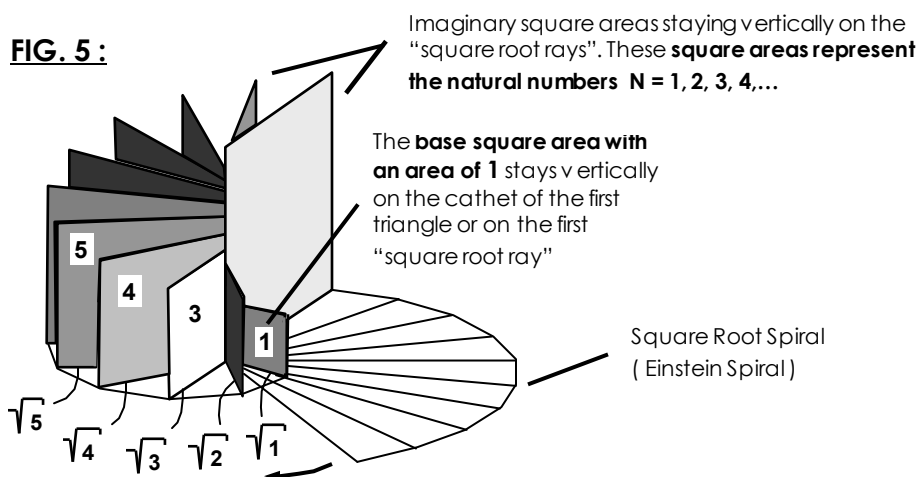 FIG. 5 :
Imaginary square areas staying vertically on the
“square root rays”. These square areas represent
the natural numbers N = 1, 2, 3, 4,…
The base square area with
an area of 1 stays vertically
on the cathet of the first
triangle or on the first
“square root ray”
5
4
3
1
Square Root Spiral
( Einstein Spiral )
√5
√4
√3
√2
√1